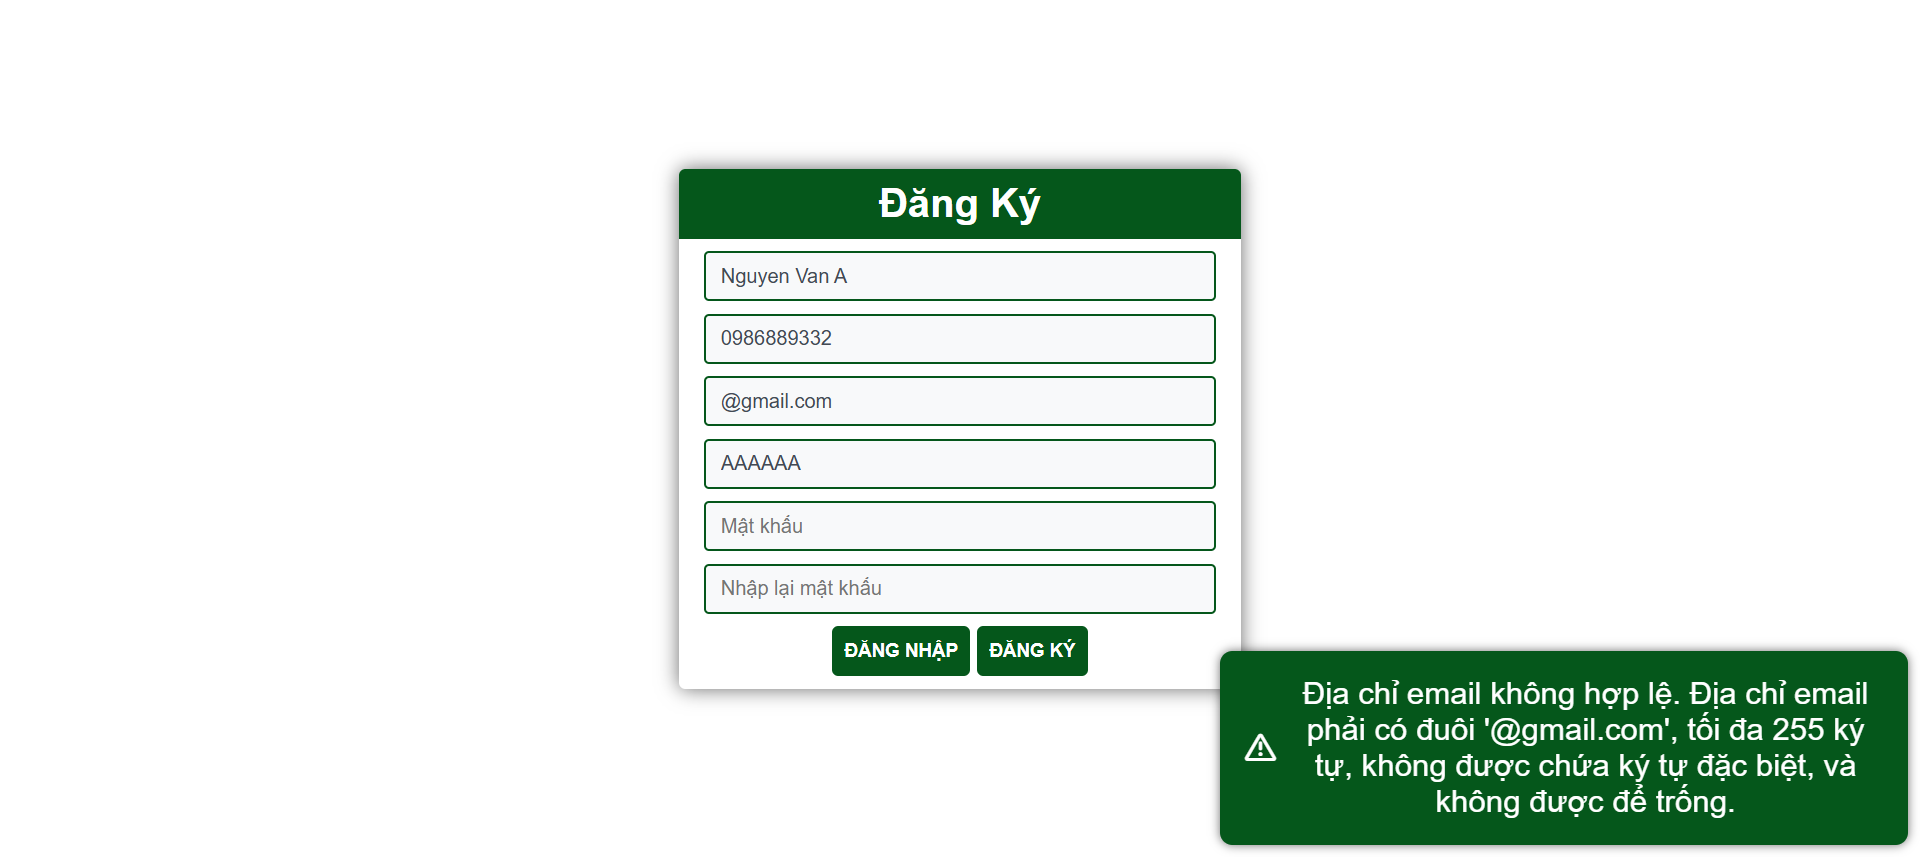 Đăng Ký
Nguyen Van A
0986889332
@gmail.com
AAAAAA
Mật khẩu
Nhập lại mật khẩu
ĐĂNG NHẬP ĐĂNG KÝ
Địa chỉ email không hợp lệ. Địa chỉ email
phải có đuôi '@gmail.com', tối đa 255 ký
tự, không được chứa ký tự đặc biệt, và
không được để trống.